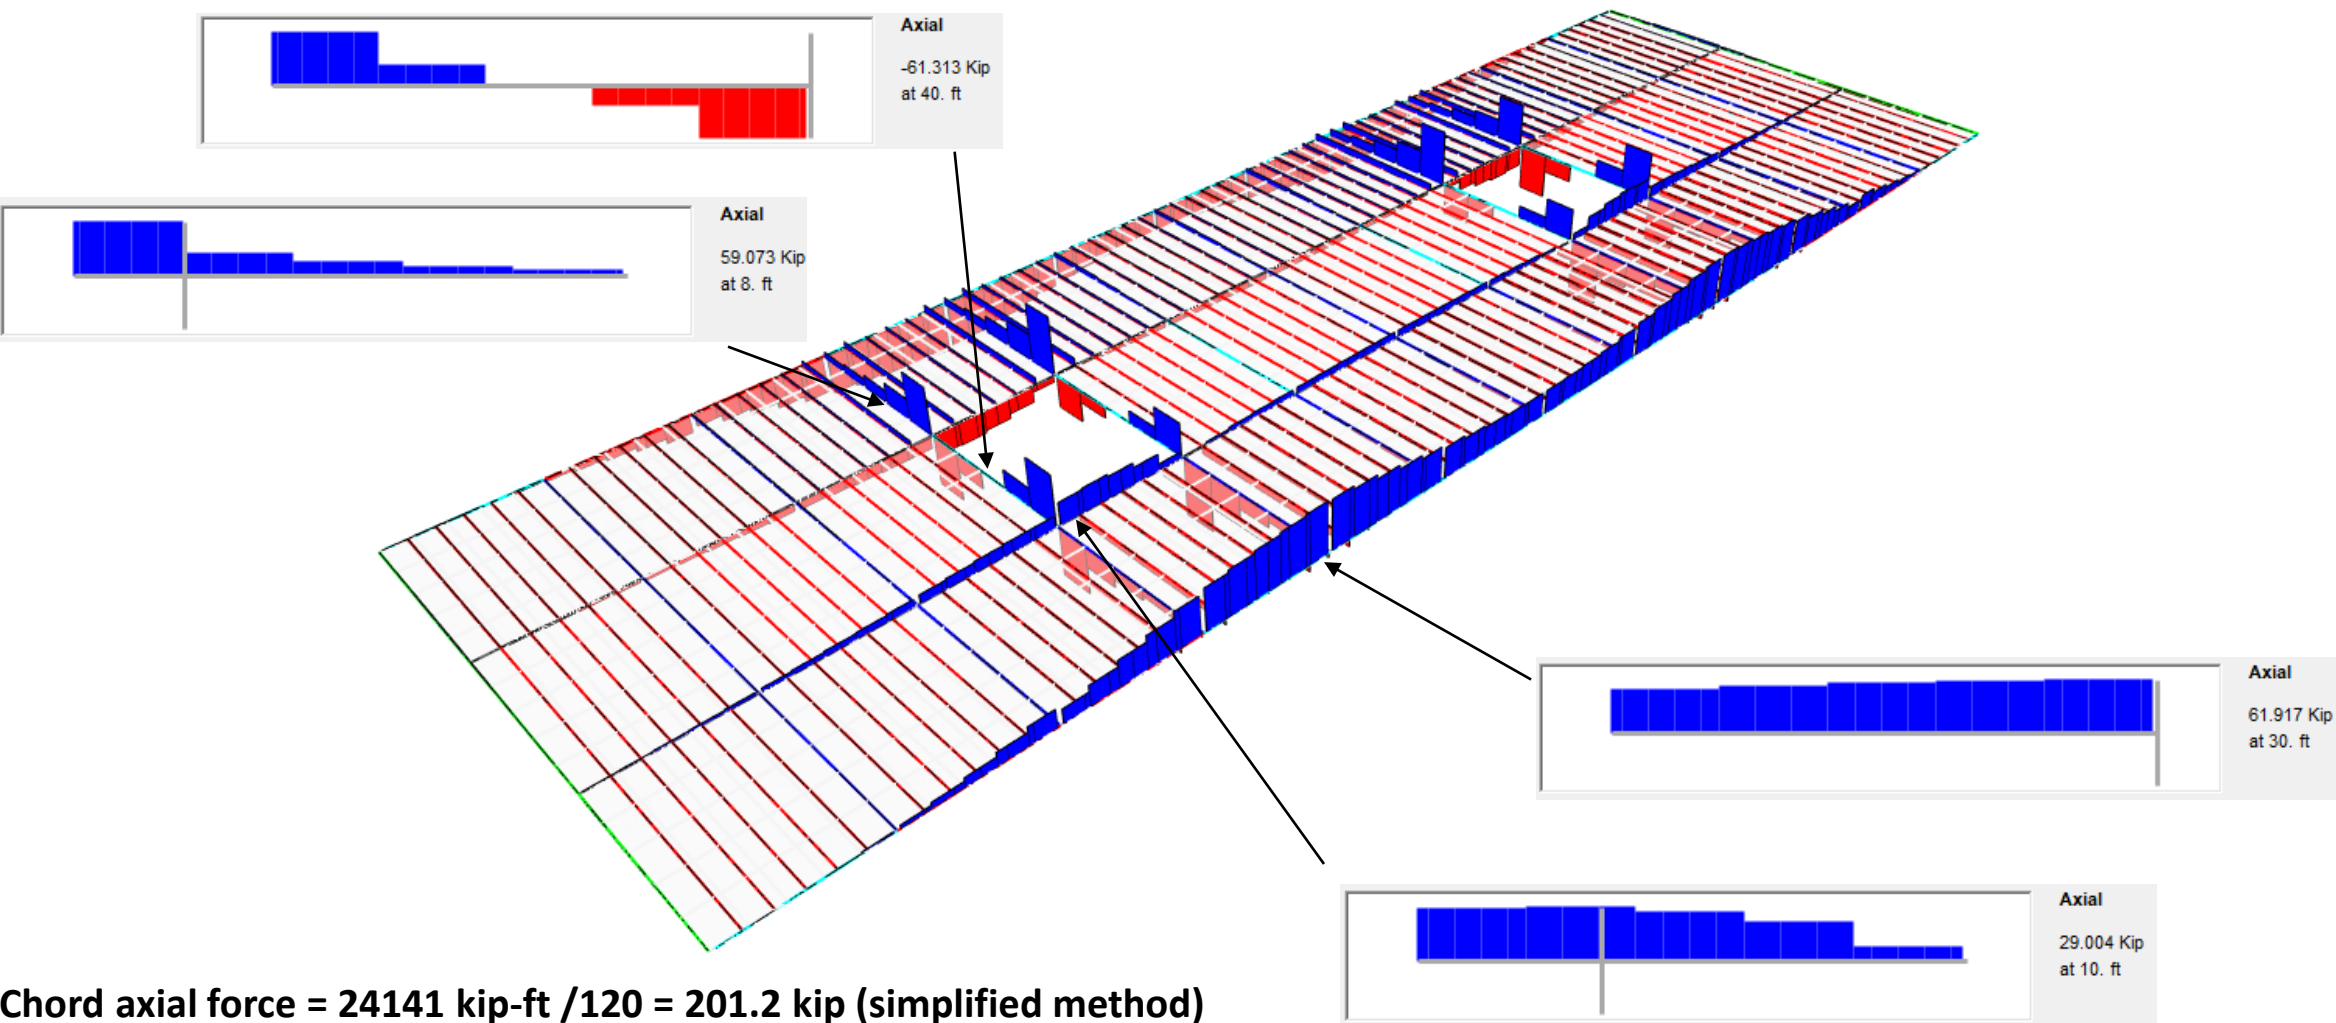 Axial
-61.313 Kip
at 40. ft
Axial
59.073 Kip
at 8. ft
Axial
61.917 Kip
at 30. ft
Axial
29.004 Kip
at 10. ft
Chord axial force = 24141 kip-ft /120 = 201.2 kip (simplified method)